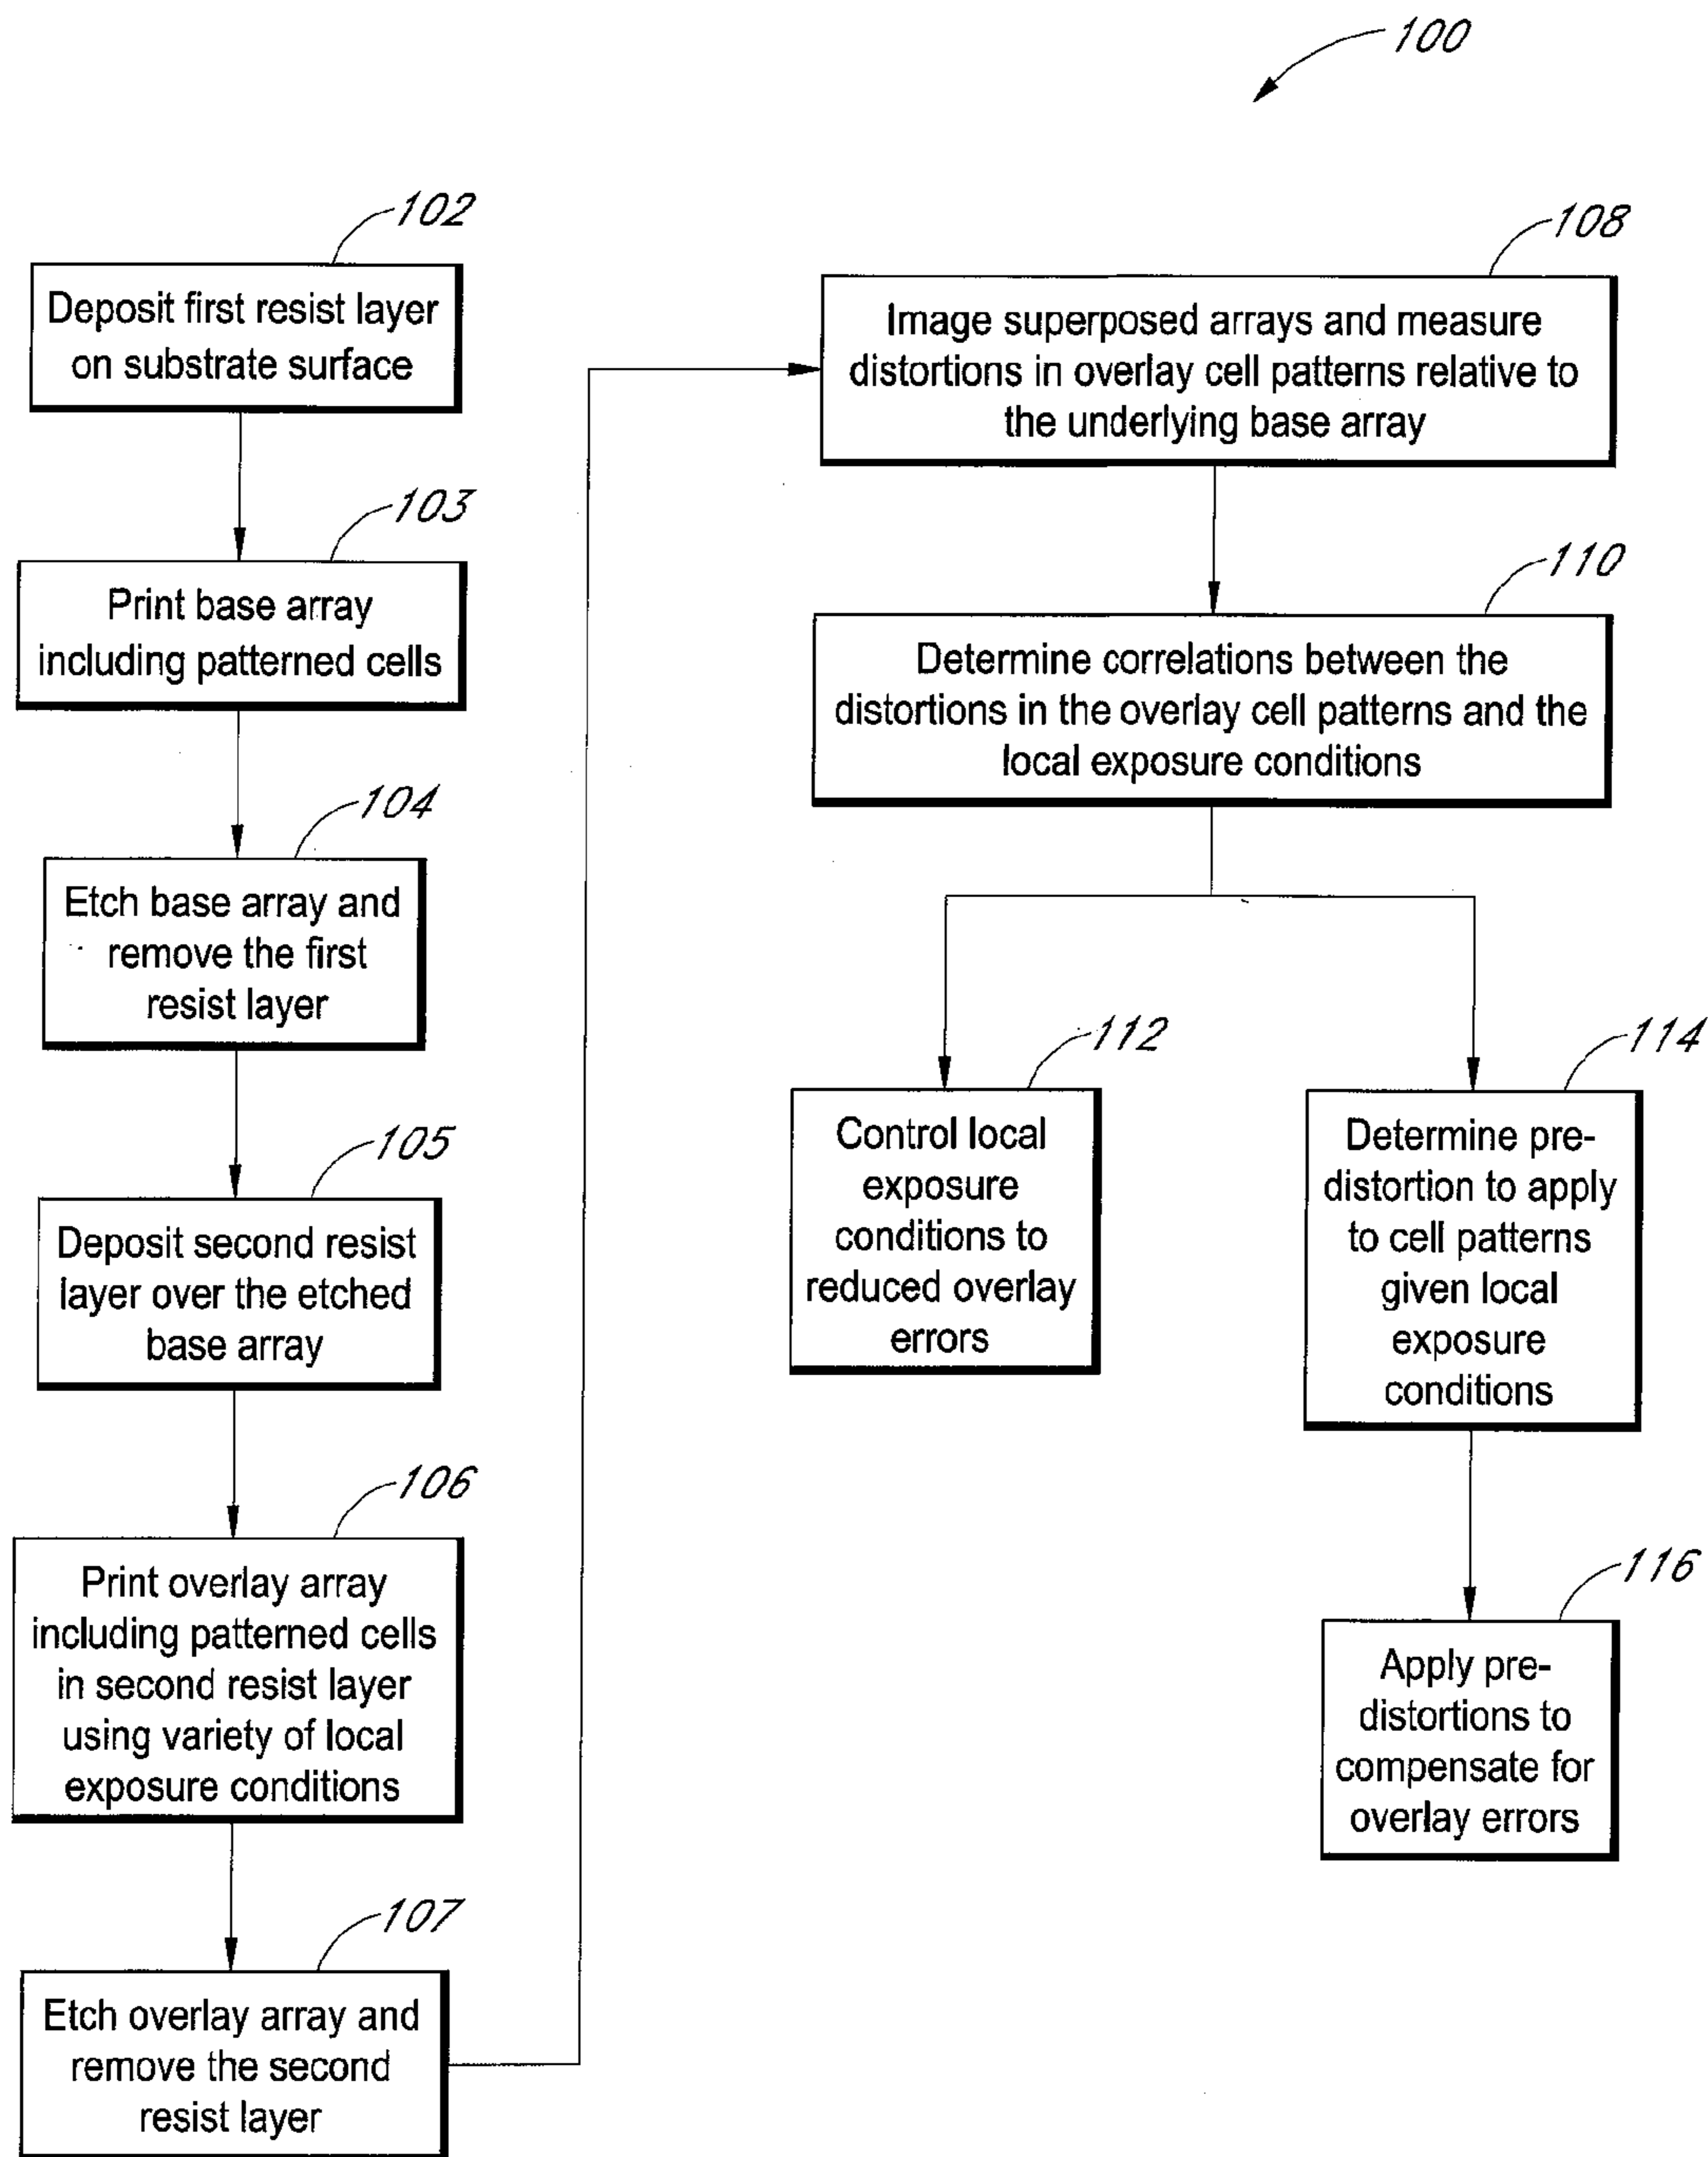 100
102
Deposit first resist layer
on substrate surface
103
Print base array
including patterned cells
104
Etch base array and
remove the first
resist layer
105
Deposit second resist
layer over the etched
base array
106
Print overlay array
including patterned cells
in second resist layer
using variety of local
exposure conditions
107
Etch overlay array and
remove the second
resist layer
108
Image superposed arrays and measure
distortions in overlay cell patterns relative to
the underlying base array
110
Determine correlations between the
distortions in the overlay cell patterns and the
local exposure conditions
112
Control local
exposure
conditions to
reduced overlay
errors
114
Determine pre-
distortion to apply
to cell patterns
given local
exposure
conditions
116
Apply pre-
distortions to
compensate for
overlay errors